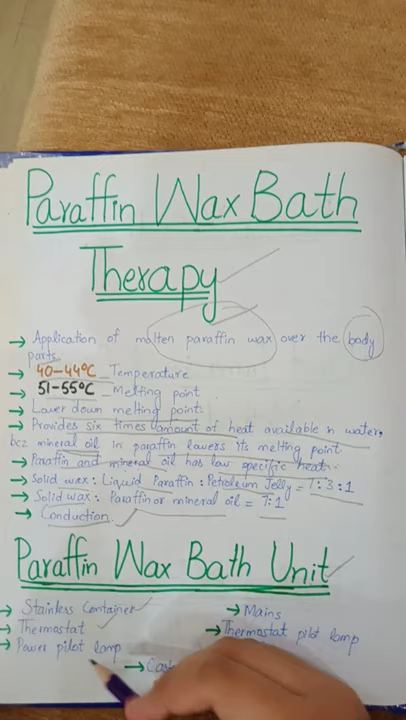 Paraffin Wax Bath
Therapy
→ Application of molten paraffin wax over the body
parts.
→ 40-44°C Temperature
→ 51-55°C Melting point
→ Lower down melting point:
→ Provides six times amount of heat available n water,
bcz mineral oil in paraffin lowers its melting point
→ Paraffin and mineral oil has low specific heat.
→ Solid wax: Liquid Paraffin: Petroleum Jelly = 7:3:1
→ Solid wax: Paraffin or mineral oil = 7:1
→ Conduction.
Paraffin Wax Bath Unit
→ Stainless Container
→ Mains
→ Thermostat
→ Thermostat pilot lamp
→ Power pilot lamp